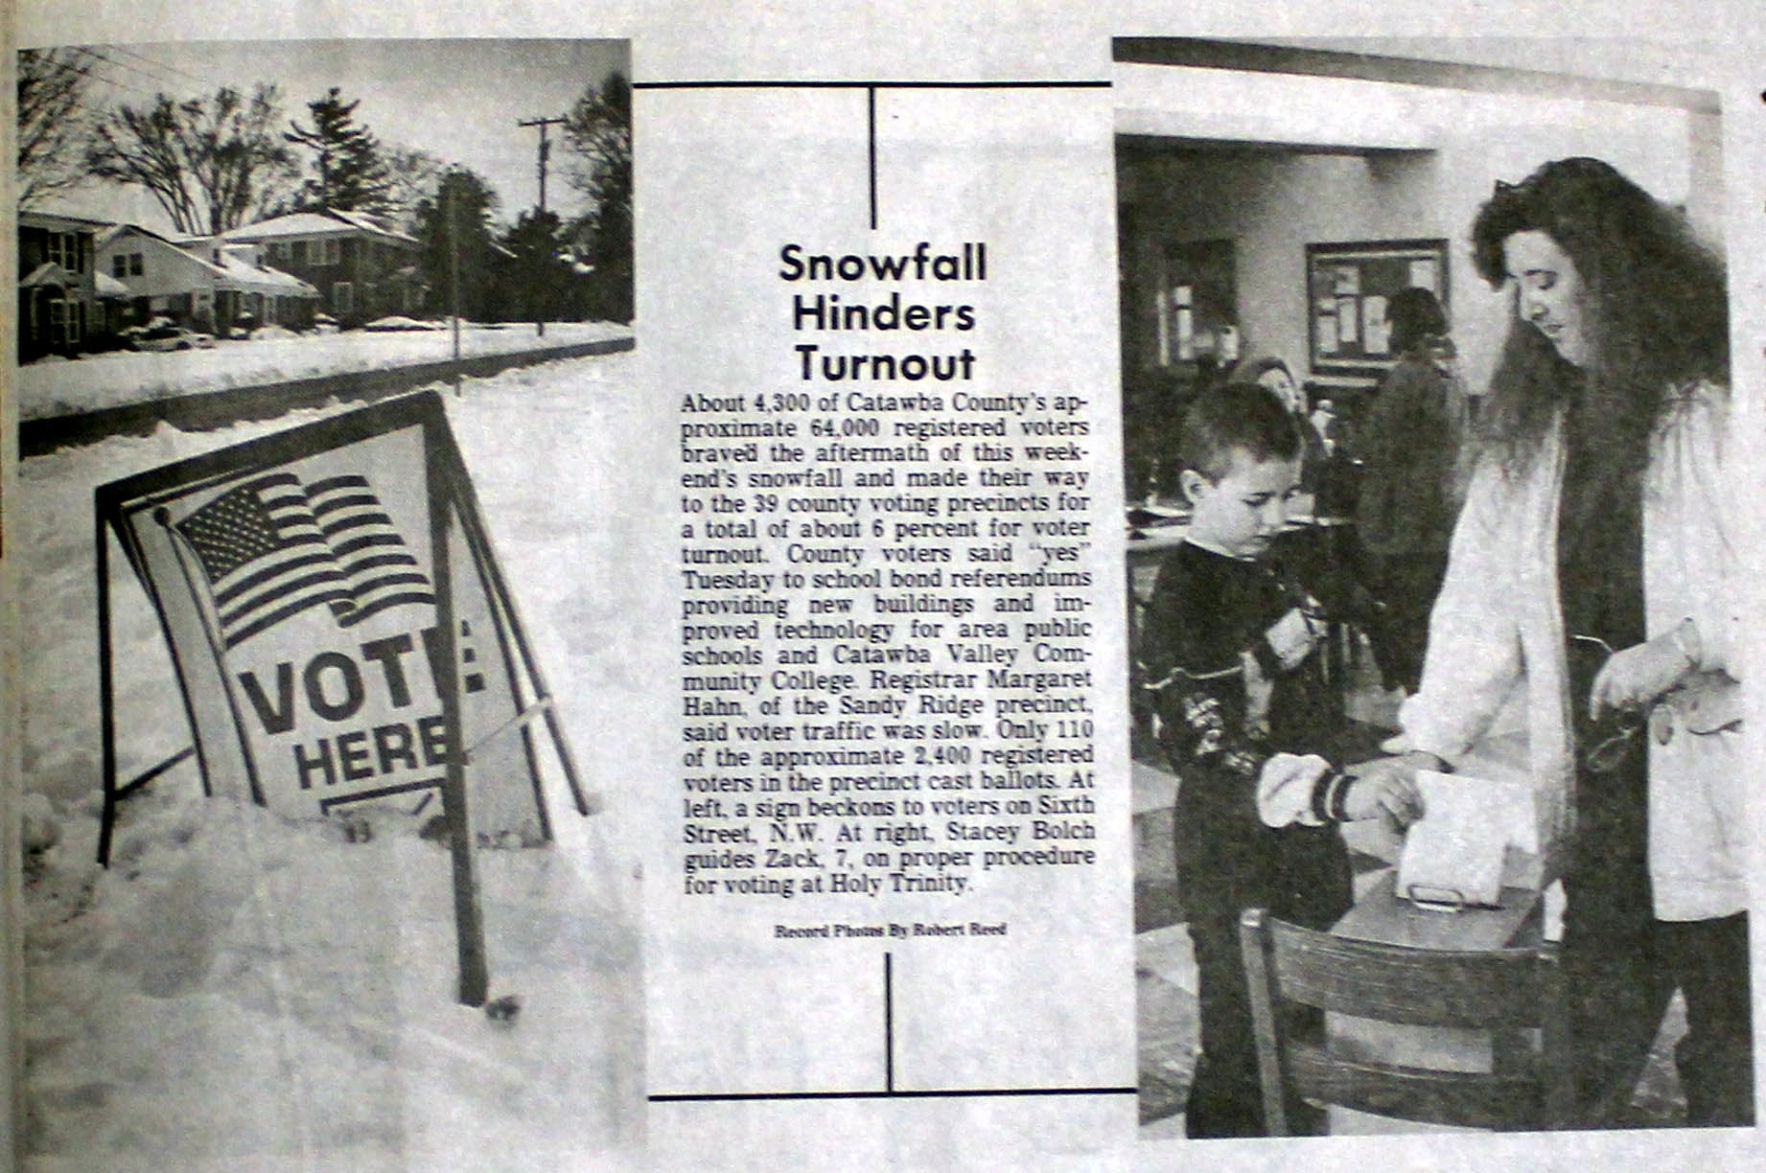 VOTE
HERE
Snowfall
Hinders
Turnout
About 4,300 of Catawba County's ap-
proximate 64,000 registered voters
braved the aftermath of this week-
end's snowfall and made their way
to the 39 county voting precincts for
a total of about 6 percent for voter
turnout. County voters said "yes"
Tuesday to school bond referendums
providing new buildings and im-
proved technology for area public
schools and Catawba Valley Com-
munity College. Registrar Margaret
Hahn, of the Sandy Ridge precinct,
said voter traffic was slow. Only 110
of the approximate 2,400 registered
voters in the precinct cast ballots. At
left, a sign beckons to voters on Sixth
Street, N.W. At right, Stacey Bolch
guides Zack, 7, on proper procedure
for voting at Holy Trinity.
Record Photos By Robert Reed